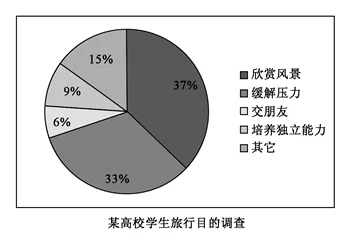 15%
37%
9%
6%
33%
欣赏风景
缓解压力
交朋友
培养独立能力
其它
某高校学生旅行目的调查